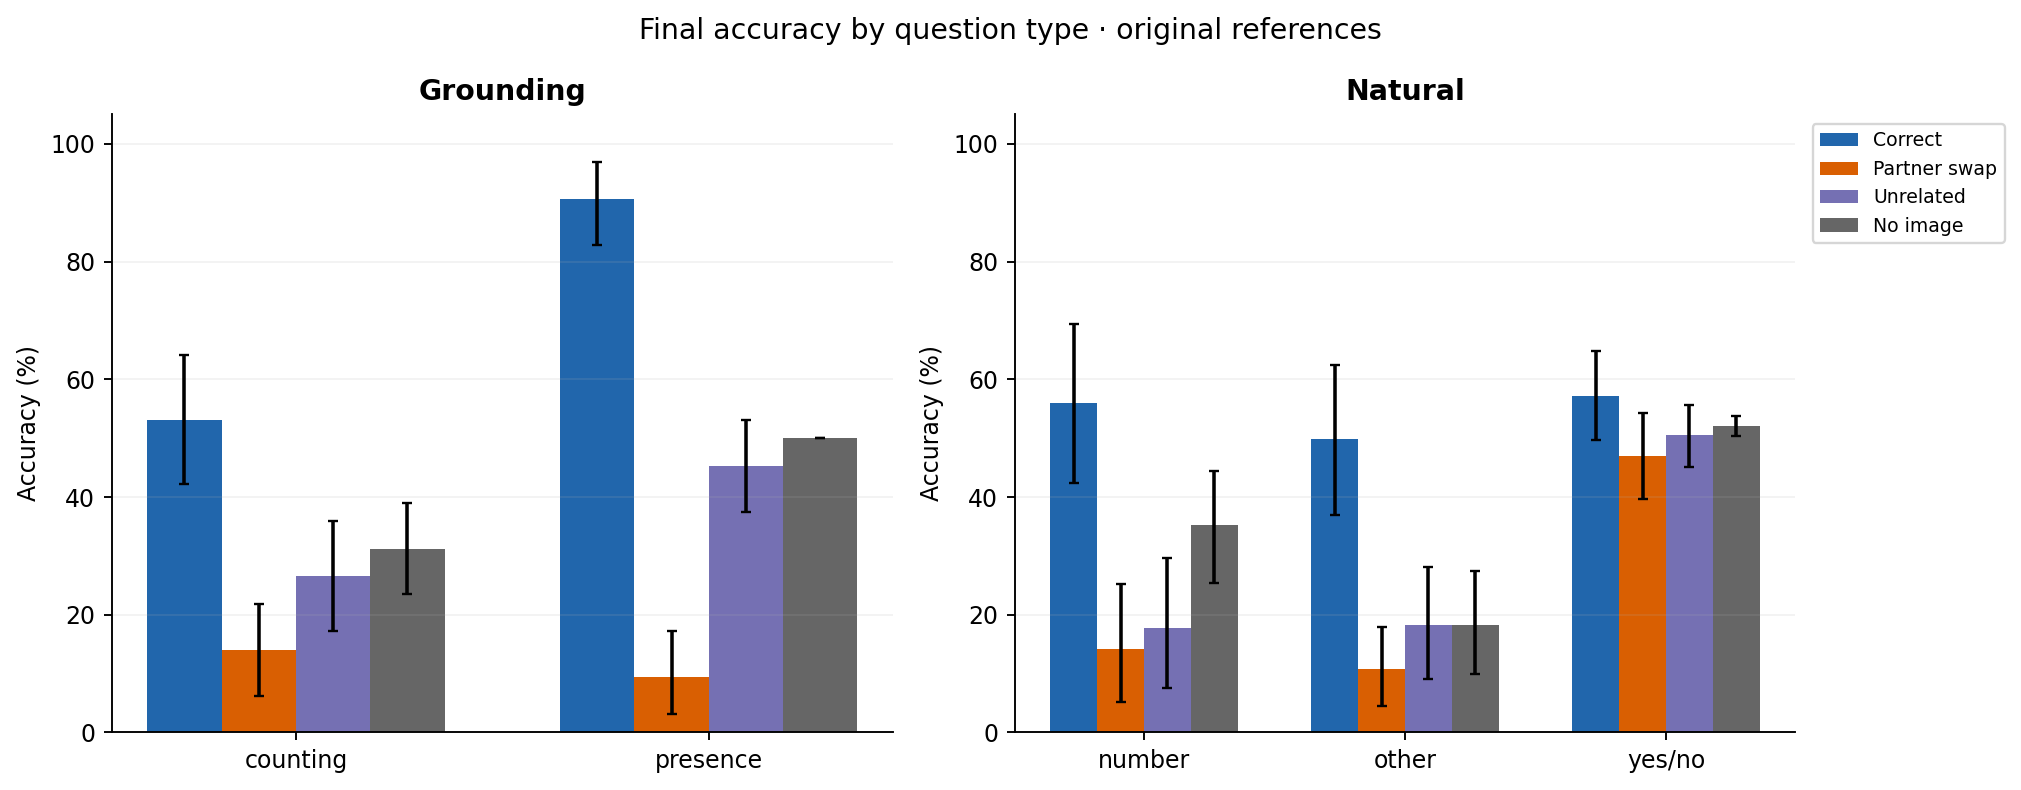 Final accuracy by question type · original references
Grounding
Accuracy (%)
100
80
60
40
20
0
counting
presence
Natural
Accuracy (%)
100
80
60
40
20
0
number
other
yes/no
Correct
Partner swap
Unrelated
No image